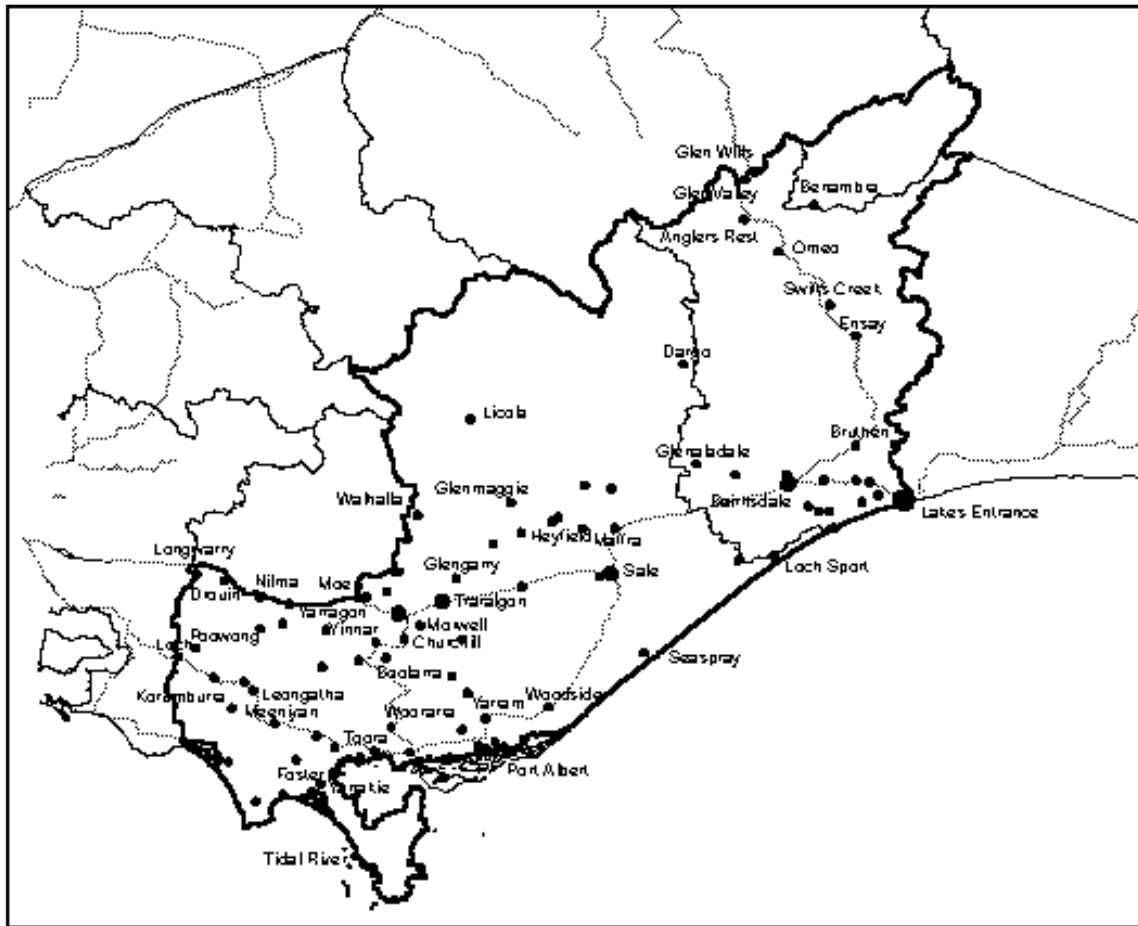 Glen Wills
Glen Valley
Benambra
Anglers Rest
Omeo
Swifts Creek
Ensay
Dargo
Licola
Bruthen
Glenaladale
Walhalla
Glenmaggie
Bairnsdale
Lakes Entrance
Heyfield
Maffra
Longwarry
Glengarry
Loch Sport
Nilma
Moe
Sale
Drouin
Traralgon
Yarragon
Maxwell
Poowong
Yinnar
Churchill
Loch
Seaspray
Boolarra
Korumburra
Leongatha
Meeniyan
Yarram
Woodside
Woorarra
Toora
Port Albert
Foster
Yanakie
Tidal River